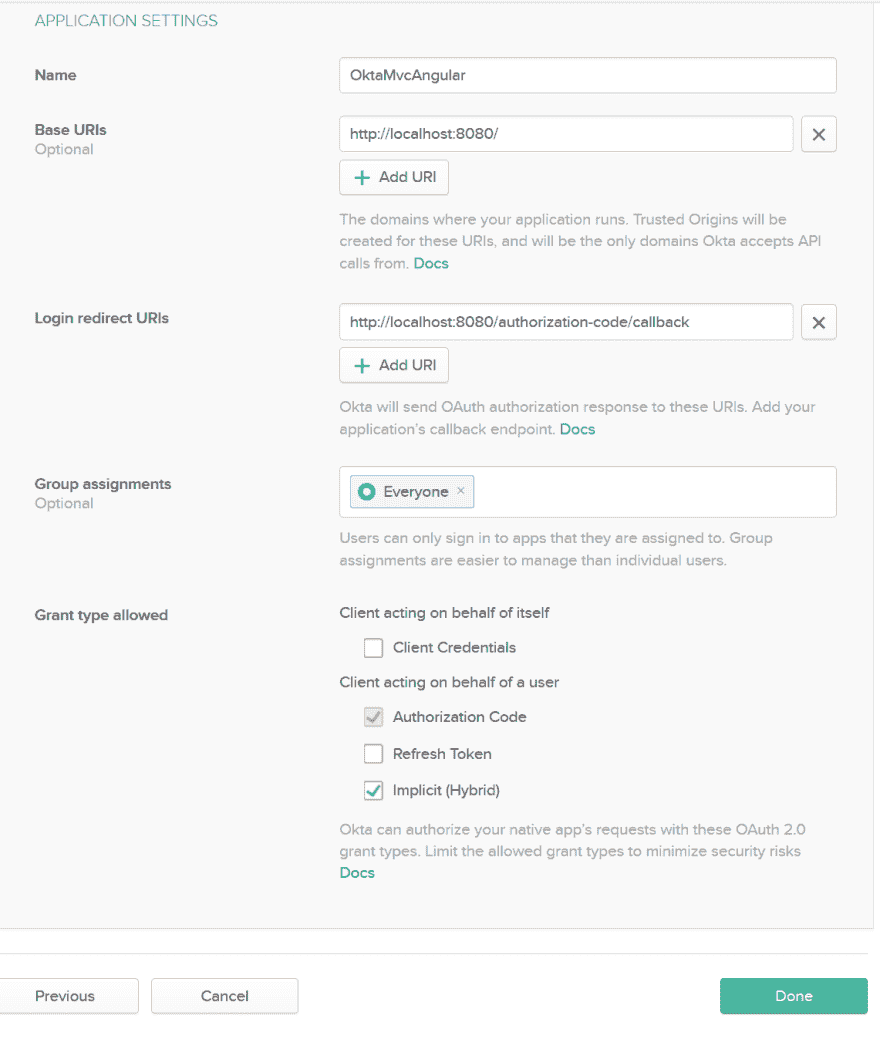 APPLICATION SETTINGS
Name
OktaMvcAngular
Base URIs
Optional
http://localhost:8080/
Add URI
The domains where your application runs. Trusted Origins will be
created for these URIs, and will be the only domains Okta accepts API
calls from. Docs
Login redirect URIs
http://localhost:8080/authorization-code/callback
Add URI
Okta will send OAuth authorization response to these URIs. Add your
application's callback endpoint. Docs
Group assignments
Optional
Everyone
Users can only sign in to apps that they are assigned to. Group
assignments are easier to manage than individual users.
Grant type allowed
Client acting on behalf of itself
Client Credentials
Client acting on behalf of a user
Authorization Code
Refresh Token
Implicit (Hybrid)
Okta can authorize your native app's requests with these OAuth 2.0
grant types. Limit the allowed grant types to minimize security risks
Docs
Previous
Cancel
Done